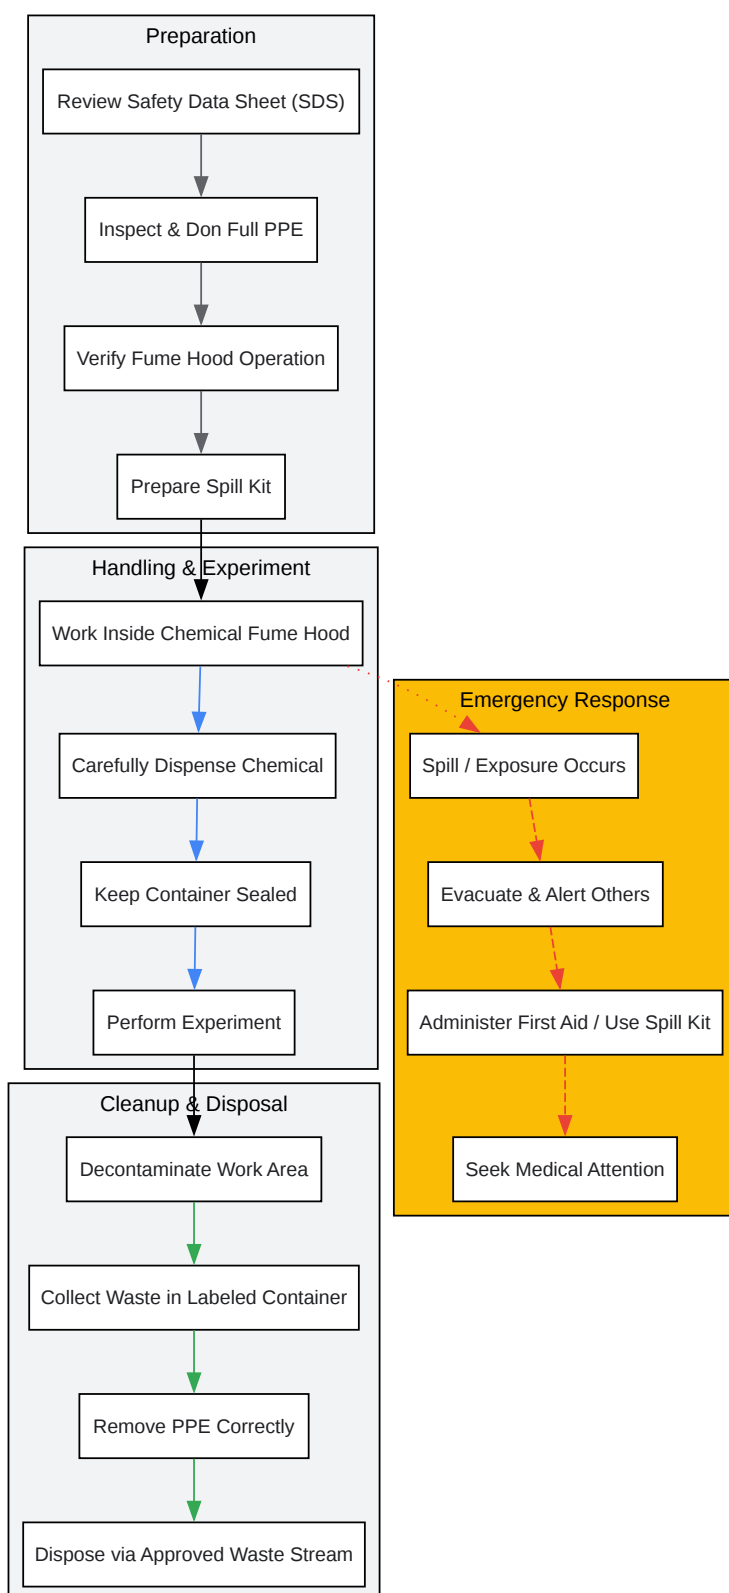 Preparation
Review Safety Data Sheet (SDS)
Inspect & Don Full PPE
Verify Fume Hood Operation
Prepare Spill Kit
Handling & Experiment
Work Inside Chemical Fume Hood
Carefully Dispense Chemical
Keep Container Sealed
Perform Experiment
Emergency Response
Spill / Exposure Occurs
Evacuate & Alert Others
Administer First Aid / Use Spill Kit
Seek Medical Attention
Cleanup & Disposal
Decontaminate Work Area
Collect Waste in Labeled Container
Remove PPE Correctly
Dispose via Approved Waste Stream